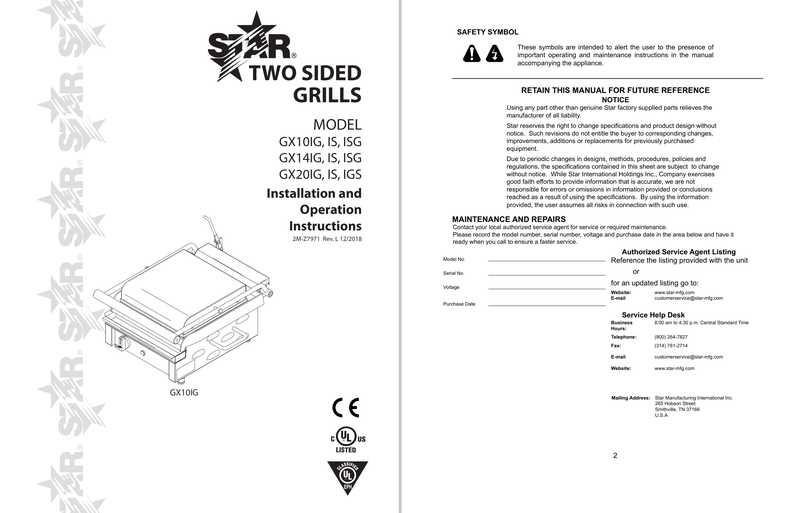 STAR
STAR
STAR
STAR
STAR
STAR®
TWO SIDED
GRILLS
MODEL
GX10IG, IS, ISG
GX14IG, IS, ISG
GX20IG, IS, IGS
Installation and
Operation
Instructions
2M-Z7971 Rev. L 12/2018
GX10IG
CE
C UL US
LISTED
CLASSIFIED
UL
EPH
SAFETY SYMBOL
These symbols are intended to alert the user to the presence of
important operating and maintenance instructions in the manual
accompanying the appliance.
RETAIN THIS MANUAL FOR FUTURE REFERENCE
NOTICE
Using any part other than genuine Star factory supplied parts relieves the
manufacturer of all liability.
Star reserves the right to change specifications and product design without
notice. Such revisions do not entitle the buyer to corresponding changes,
improvements, additions or replacements for previously purchased
equipment.
Due to periodic changes in designs, methods, procedures, policies and
regulations, the specifications contained in this sheet are subject to change
without notice. While Star International Holdings Inc., Company exercises
good faith efforts to provide information that is accurate, we are not
responsible for errors or omissions in information provided or conclusions
reached as a result of using the specifications. By using the information
provided, the user assumes all risks in connection with such use.
MAINTENANCE AND REPAIRS
Contact your local authorized service agent for service or required maintenance.
Please record the model number, serial number, voltage and purchase date in the area below and have it
ready when you call to ensure a faster service.
Model No.
Serial No.
Voltage
Purchase Date
Authorized Service Agent Listing
Reference the listing provided with the unit
or
for an updated listing go to:
Website: www.star-mfg.com
E-mail customerservice@star-mfg.com
Service Help Desk
Business 8:00 am to 4:30 p.m. Central Standard Time
Hours:
Telephone: (800) 264-7827
Fax: (314) 781-2714
E-mail customerservice@star-mfg.com
Website: www.star-mfg.com
Mailing Address: Star Manufacturing International Inc.
265 Hobson Street
Smithville, TN 37166
U.S.A
2